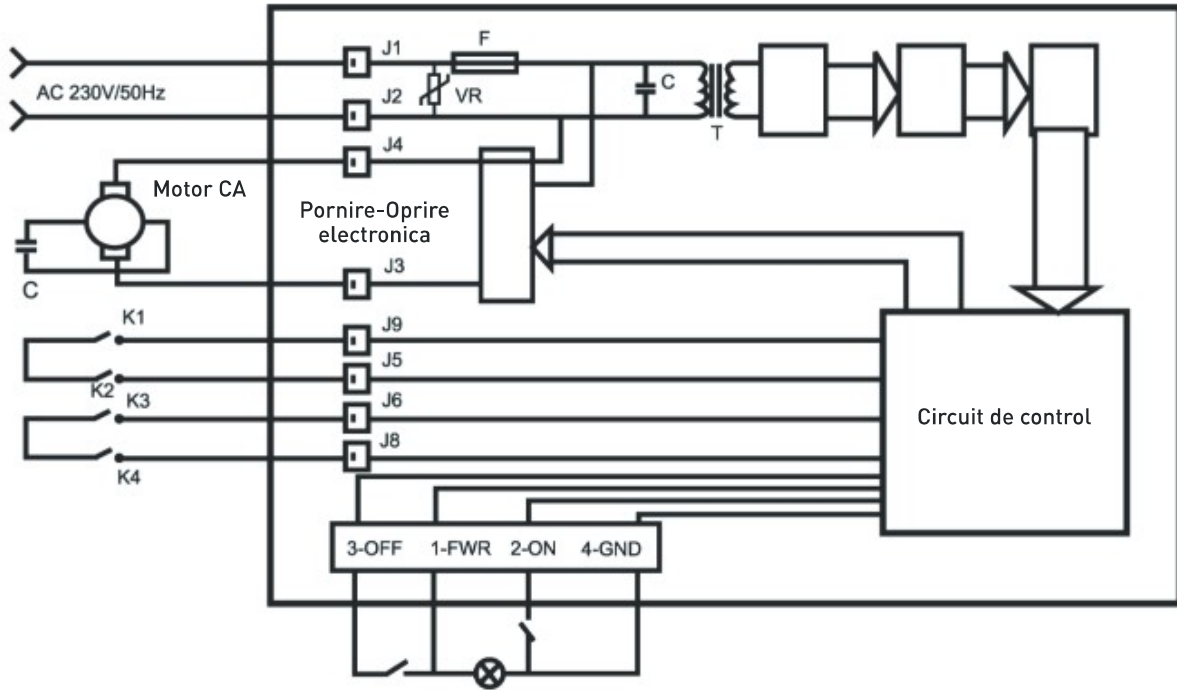 J1
F
AC 230V/50Hz
J2
VR
C
T
J4
Motor CA
Pornire-Oprire
electronica
C
J3
K1
J9
K2
J5
K3
J6
K4
J8
Circuit de control
3-OFF 1-FWR 2-ON 4-GND